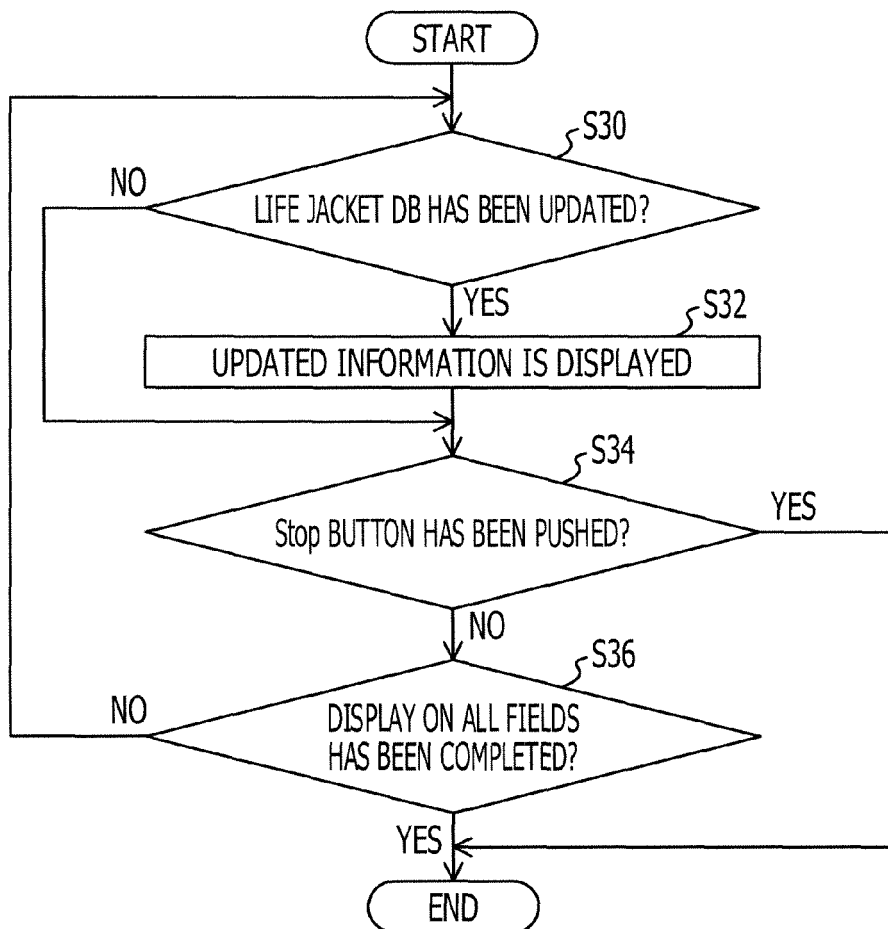 START
S30
NO
LIFE JACKET DB HAS BEEN UPDATED?
YES
S32
UPDATED INFORMATION IS DISPLAYED
S34
YES
Stop BUTTON HAS BEEN PUSHED?
NO
S36
NO
DISPLAY ON ALL FIELDS
HAS BEEN COMPLETED?
YES
END